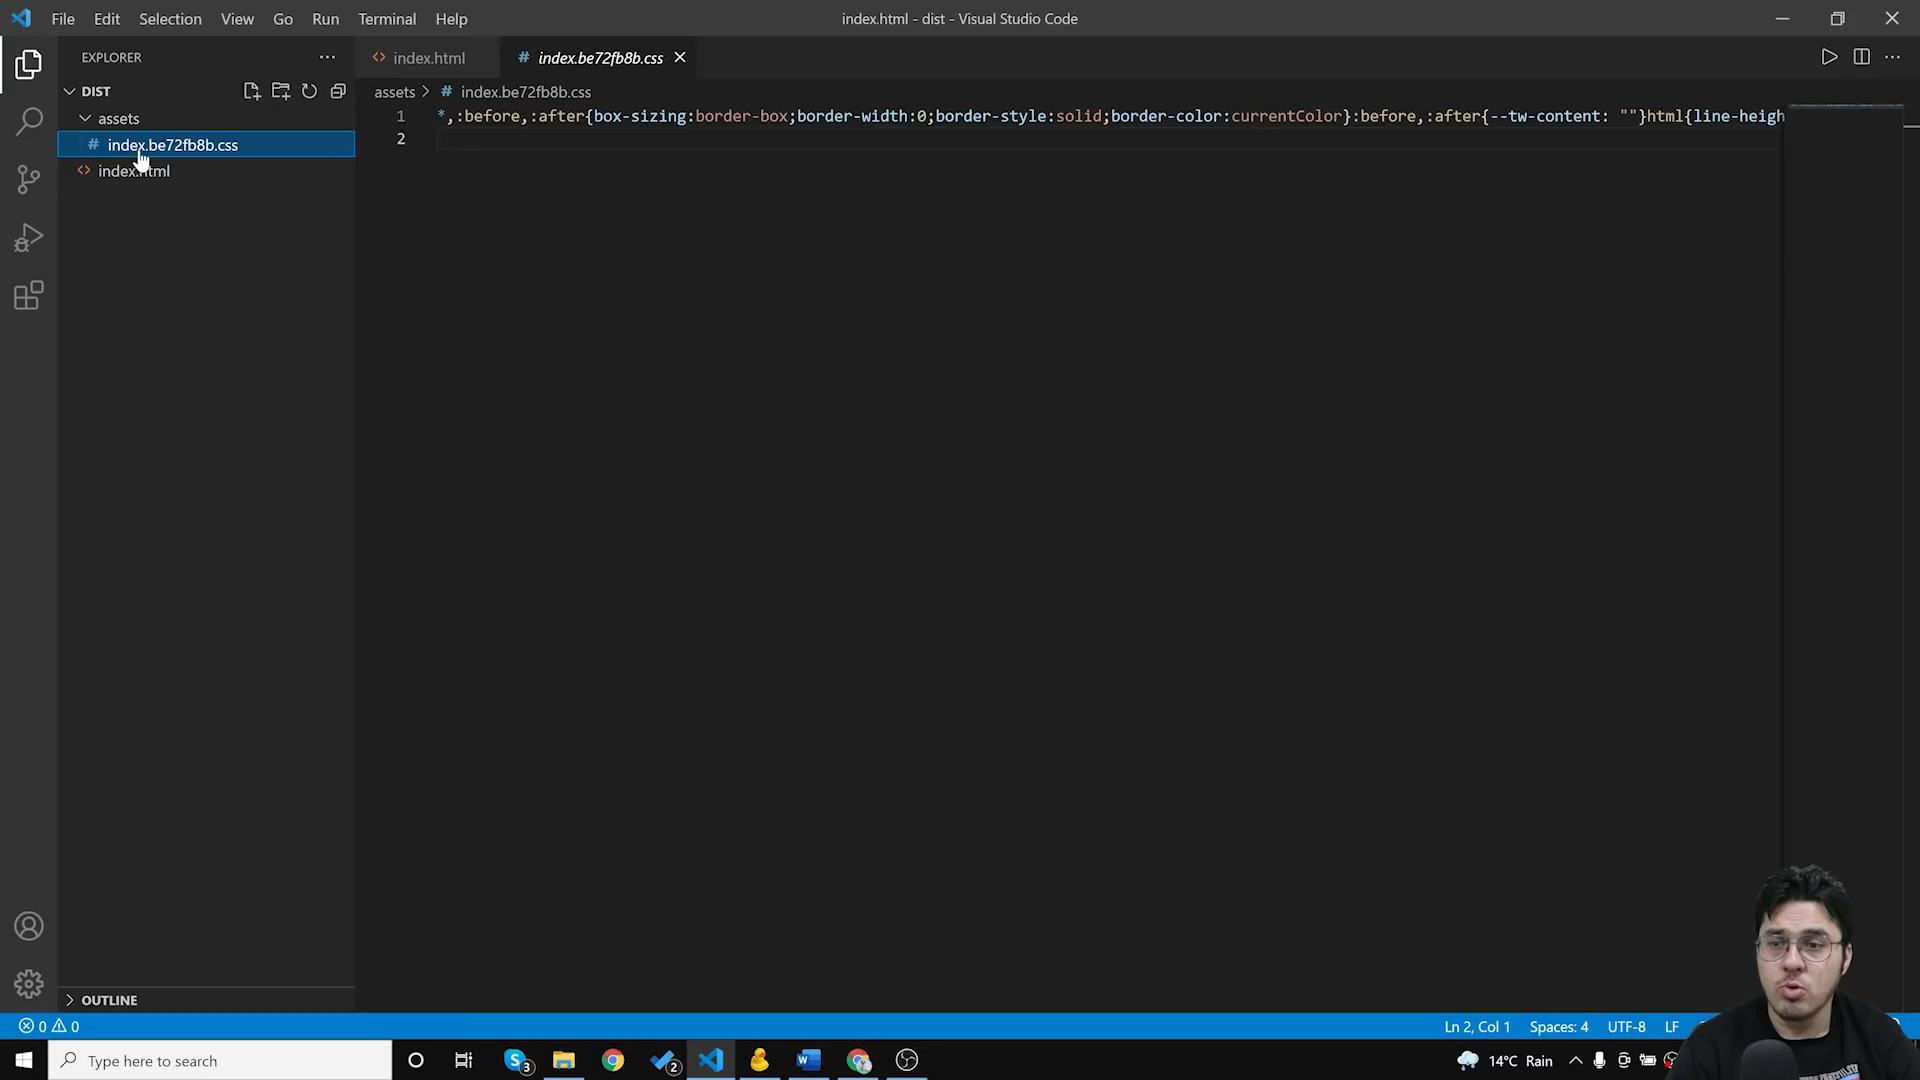 File Edit Selection View Go Run Terminal Help
index.html - dist - Visual Studio Code
EXPLORER
DIST
assets
index.be72fb8b.css
index.html
OUTLINE
index.html
# index.be72fb8b.css
assets > # index.be72fb8b.css
1 *,:before,:after{box-sizing:border-box;border-width:0;border-style:solid;border-color:currentColor}:before,:after{--tw-content: ""}html{line-heigh
2
0 0
Ln 2, Col 1 Spaces: 4 UTF-8 LF
Type here to search
3
2
14°C Rain